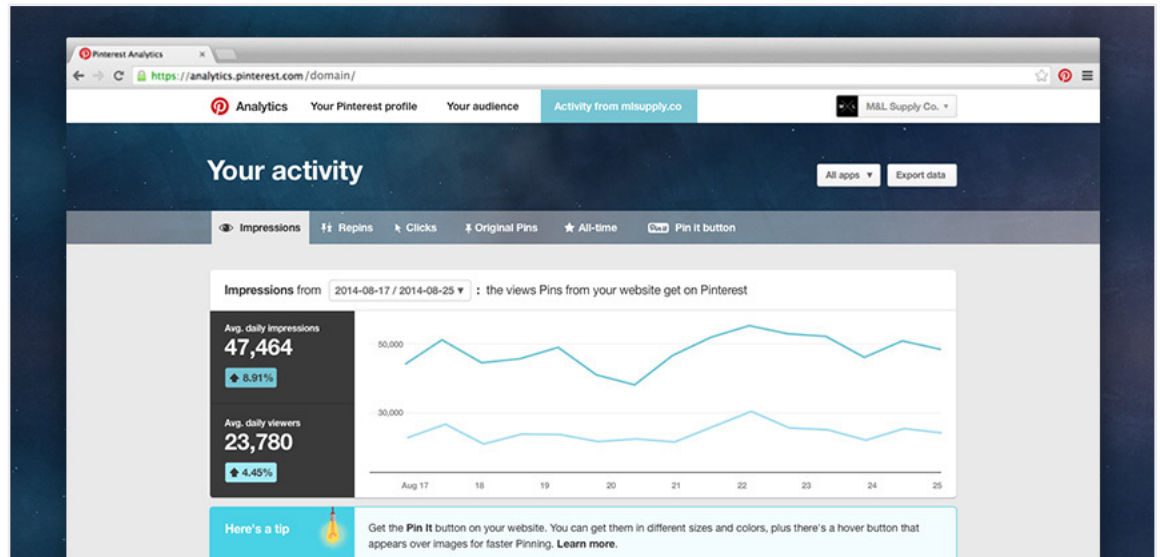 Pinterest Analytics
https://analytics.pinterest.com/domain/
Analytics Your Pinterest profile Your audience Activity from mlsupply.co M&L Supply Co.
Your activity
All apps Export data
Impressions Repins Clicks Original Pins All-time Pin it Pin it button
Impressions from 2014-08-17 / 2014-08-25 : the views Pins from your website get on Pinterest
Avg. daily impressions
47,464
8.91%
Avg. daily viewers
23,780
4.45%
50,000
30,000
Aug 17 18 19 20 21 22 23 24 25
Here's a tip
Get the Pin It button on your website. You can get them in different sizes and colors, plus there's a hover button that
appears over images for faster Pinning. Learn more.